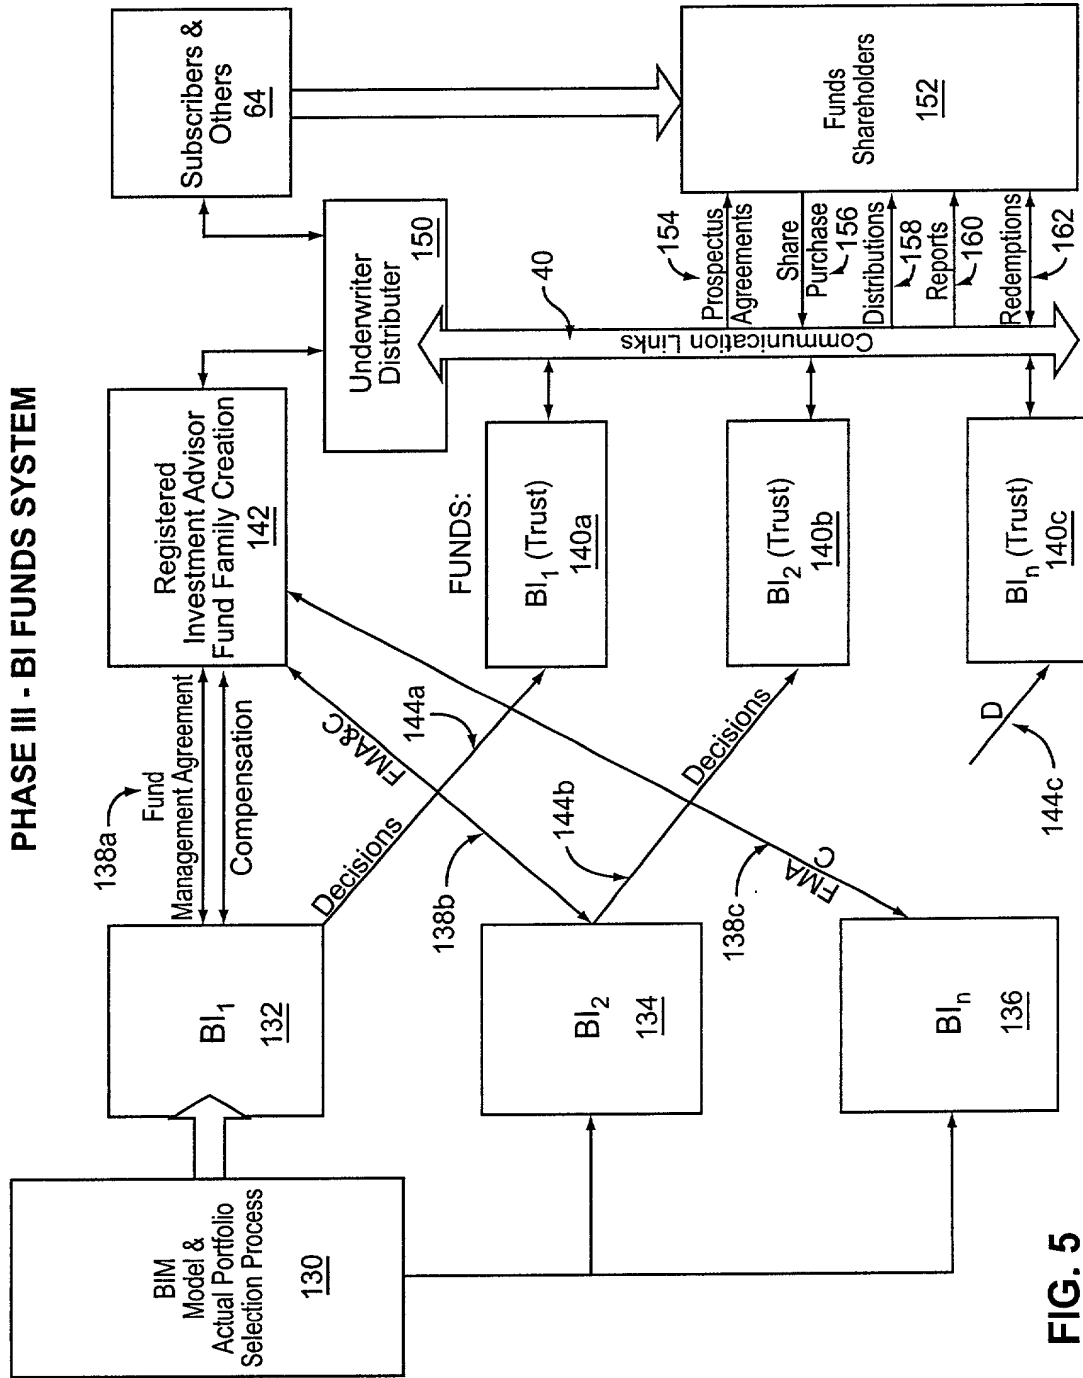 PHASE III - BI FUNDS SYSTEM
BIM
Model &
Actual Portfolio
Selection Process
130
BI1
132
BI2
134
BIn
136
138a
Fund
Management Agreement
Compensation
Decisions
144a
FMA&C
138b
144b
Decisions
138c
FMA
C
D
144c
Registered
Investment Advisor
Fund Family Creation
142
FUNDS:
BI1 (Trust)
140a
BI2 (Trust)
140b
BIn (Trust)
140c
Underwriter
Distributer
150
40
Communication Links
Subscribers &
Others
64
154
Prospectus
Agreements
Share
Purchase
156
Distributions
158
Reports
160
Redemptions
162
Funds
Shareholders
152
FIG. 5